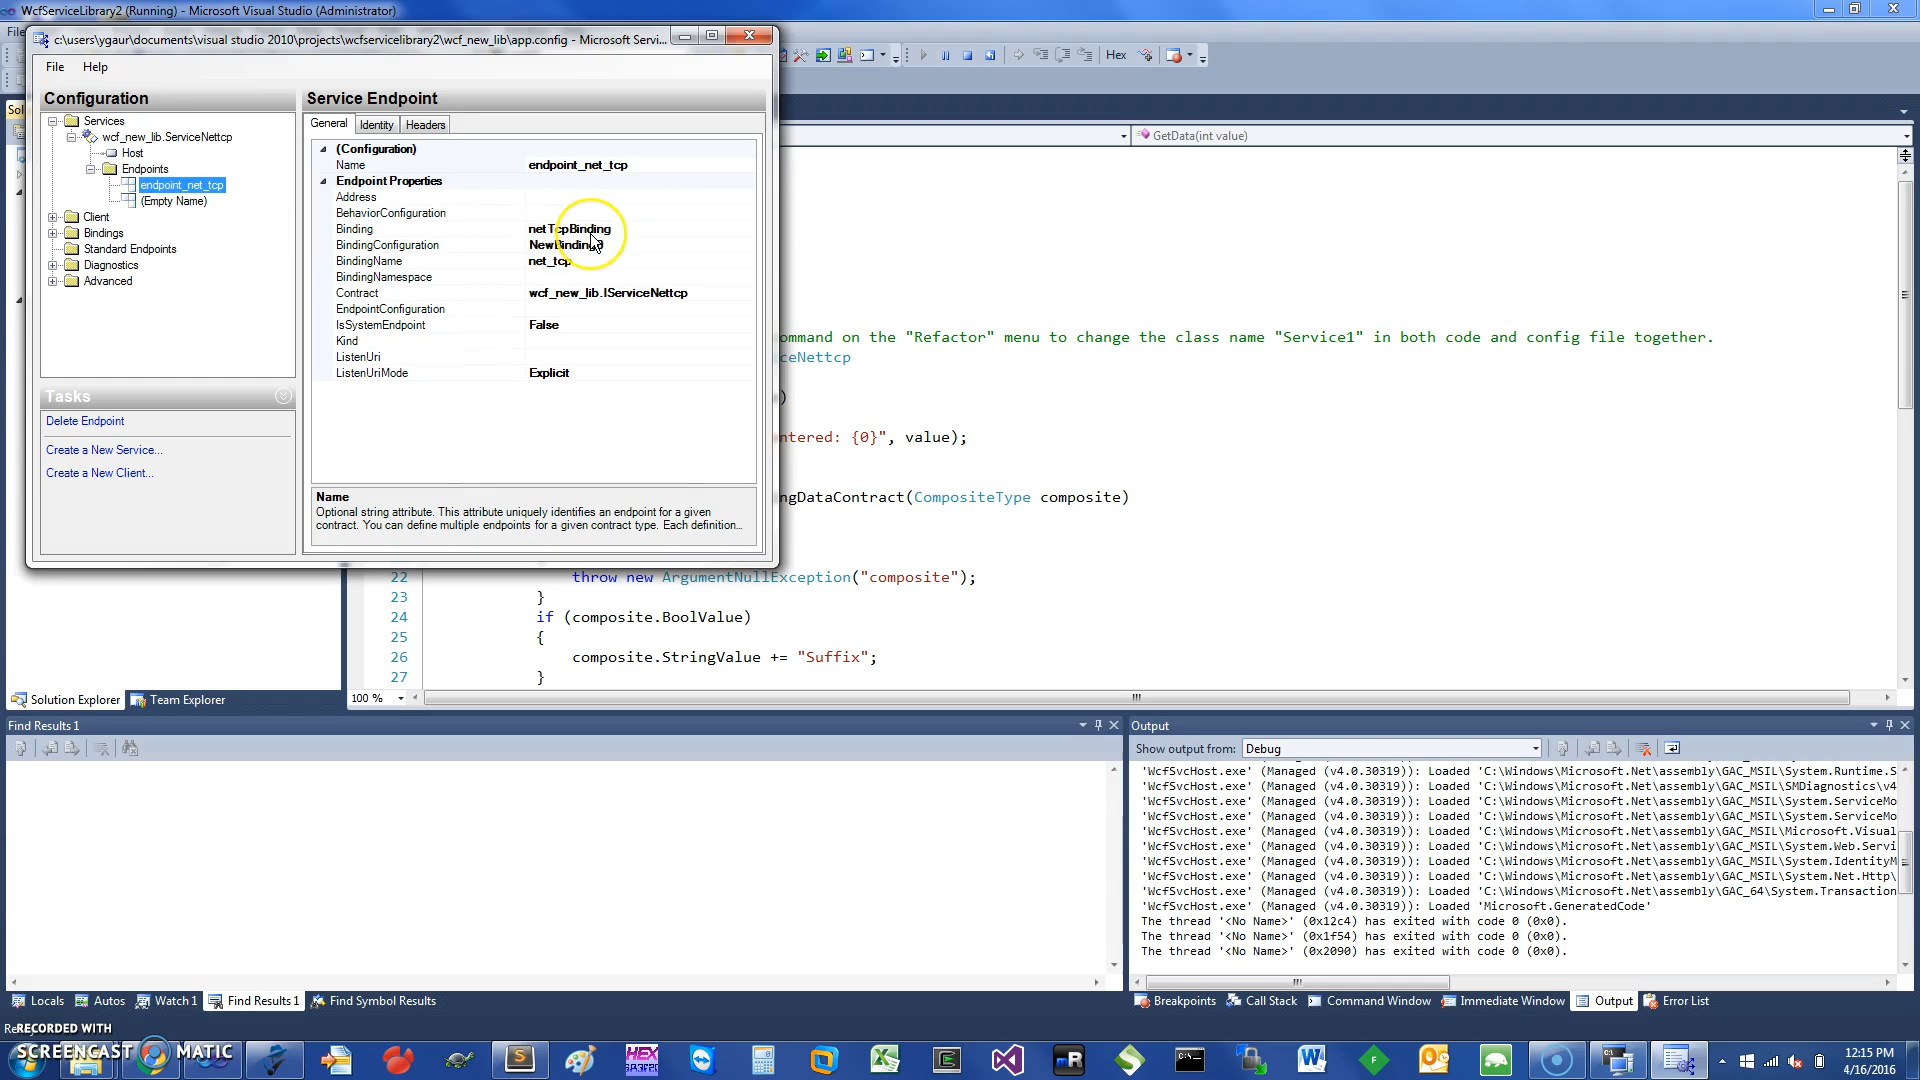 WcfServiceLibrary2 (Running) - Microsoft Visual Studio (Administrator)
c:\users\ygaur\documents\visual studio 2010\projects\wcfservicelibrary2\wcf_new_lib\app.config - Microsoft Servi...
File Help
Hex
Configuration
Services
wcf_new_lib.ServiceNettcp
Host
Endpoints
endpoint_net_tcp
(Empty Name)
Client
Bindings
Standard Endpoints
Diagnostics
Advanced
Tasks
Delete Endpoint
Create a New Service...
Create a New Client...
Service Endpoint
General Identity Headers
(Configuration)
Name endpoint_net_tcp
Endpoint Properties
Address
BehaviorConfiguration
Binding netTcpBinding
BindingConfiguration
BindingName net_tcp
BindingNamespace
Contract wcf_new_lib.IServiceNettcp
EndpointConfiguration
IsSystemEndpoint False
Kind
ListenUri
ListenUriMode Explicit
Name
Optional string attribute. This attribute uniquely identifies an endpoint for a given
contract. You can define multiple endpoints for a given contract type. Each definition...
GetData(int value)
ommand on the "Refactor" menu to change the class name "Service1" in both code and config file together.
ceNettcp
)
ntered: {0}", value);
ngDataContract(CompositeType composite)
22 throw new ArgumentNullException("composite");
23 }
24 if (composite.BoolValue)
25 {
26 composite.StringValue += "Suffix";
27 }
100 %
Solution Explorer Team Explorer
Find Results 1
Output
Show output from: Debug
'WcfSvcHost.exe' (Managed (v4.0.30319)): Loaded 'C:\Windows\Microsoft.Net\assembly\GAC_MSIL\System.Runtime.S
'WcfSvcHost.exe' (Managed (v4.0.30319)): Loaded 'C:\Windows\Microsoft.Net\assembly\GAC_MSIL\SMDiagnostics\v4
'WcfSvcHost.exe' (Managed (v4.0.30319)): Loaded 'C:\Windows\Microsoft.Net\assembly\GAC_MSIL\System.ServiceMo
'WcfSvcHost.exe' (Managed (v4.0.30319)): Loaded 'C:\Windows\Microsoft.Net\assembly\GAC_MSIL\System.ServiceMo
'WcfSvcHost.exe' (Managed (v4.0.30319)): Loaded 'C:\Windows\Microsoft.Net\assembly\GAC_MSIL\Microsoft.Visual
'WcfSvcHost.exe' (Managed (v4.0.30319)): Loaded 'C:\Windows\Microsoft.Net\assembly\GAC_MSIL\System.Web.Servi
'WcfSvcHost.exe' (Managed (v4.0.30319)): Loaded 'C:\Windows\Microsoft.Net\assembly\GAC_MSIL\System.IdentityM
'WcfSvcHost.exe' (Managed (v4.0.30319)): Loaded 'C:\Windows\Microsoft.Net\assembly\GAC_MSIL\System.Net.Http\
'WcfSvcHost.exe' (Managed (v4.0.30319)): Loaded 'C:\Windows\Microsoft.Net\assembly\GAC_64\System.Transaction
'WcfSvcHost.exe' (Managed (v4.0.30319)): Loaded 'Microsoft.GeneratedCode'
The thread '<No Name>' (0x12c4) has exited with code 0 (0x0).
The thread '<No Name>' (0x1f54) has exited with code 0 (0x0).
The thread '<No Name>' (0x2090) has exited with code 0 (0x0).
Locals Autos Watch 1 Find Results 1 Find Symbol Results
Breakpoints Call Stack Command Window Immediate Window Output Error List
RECORDED WITH
SCREENCAST MATIC
12:15 PM
4/16/2016